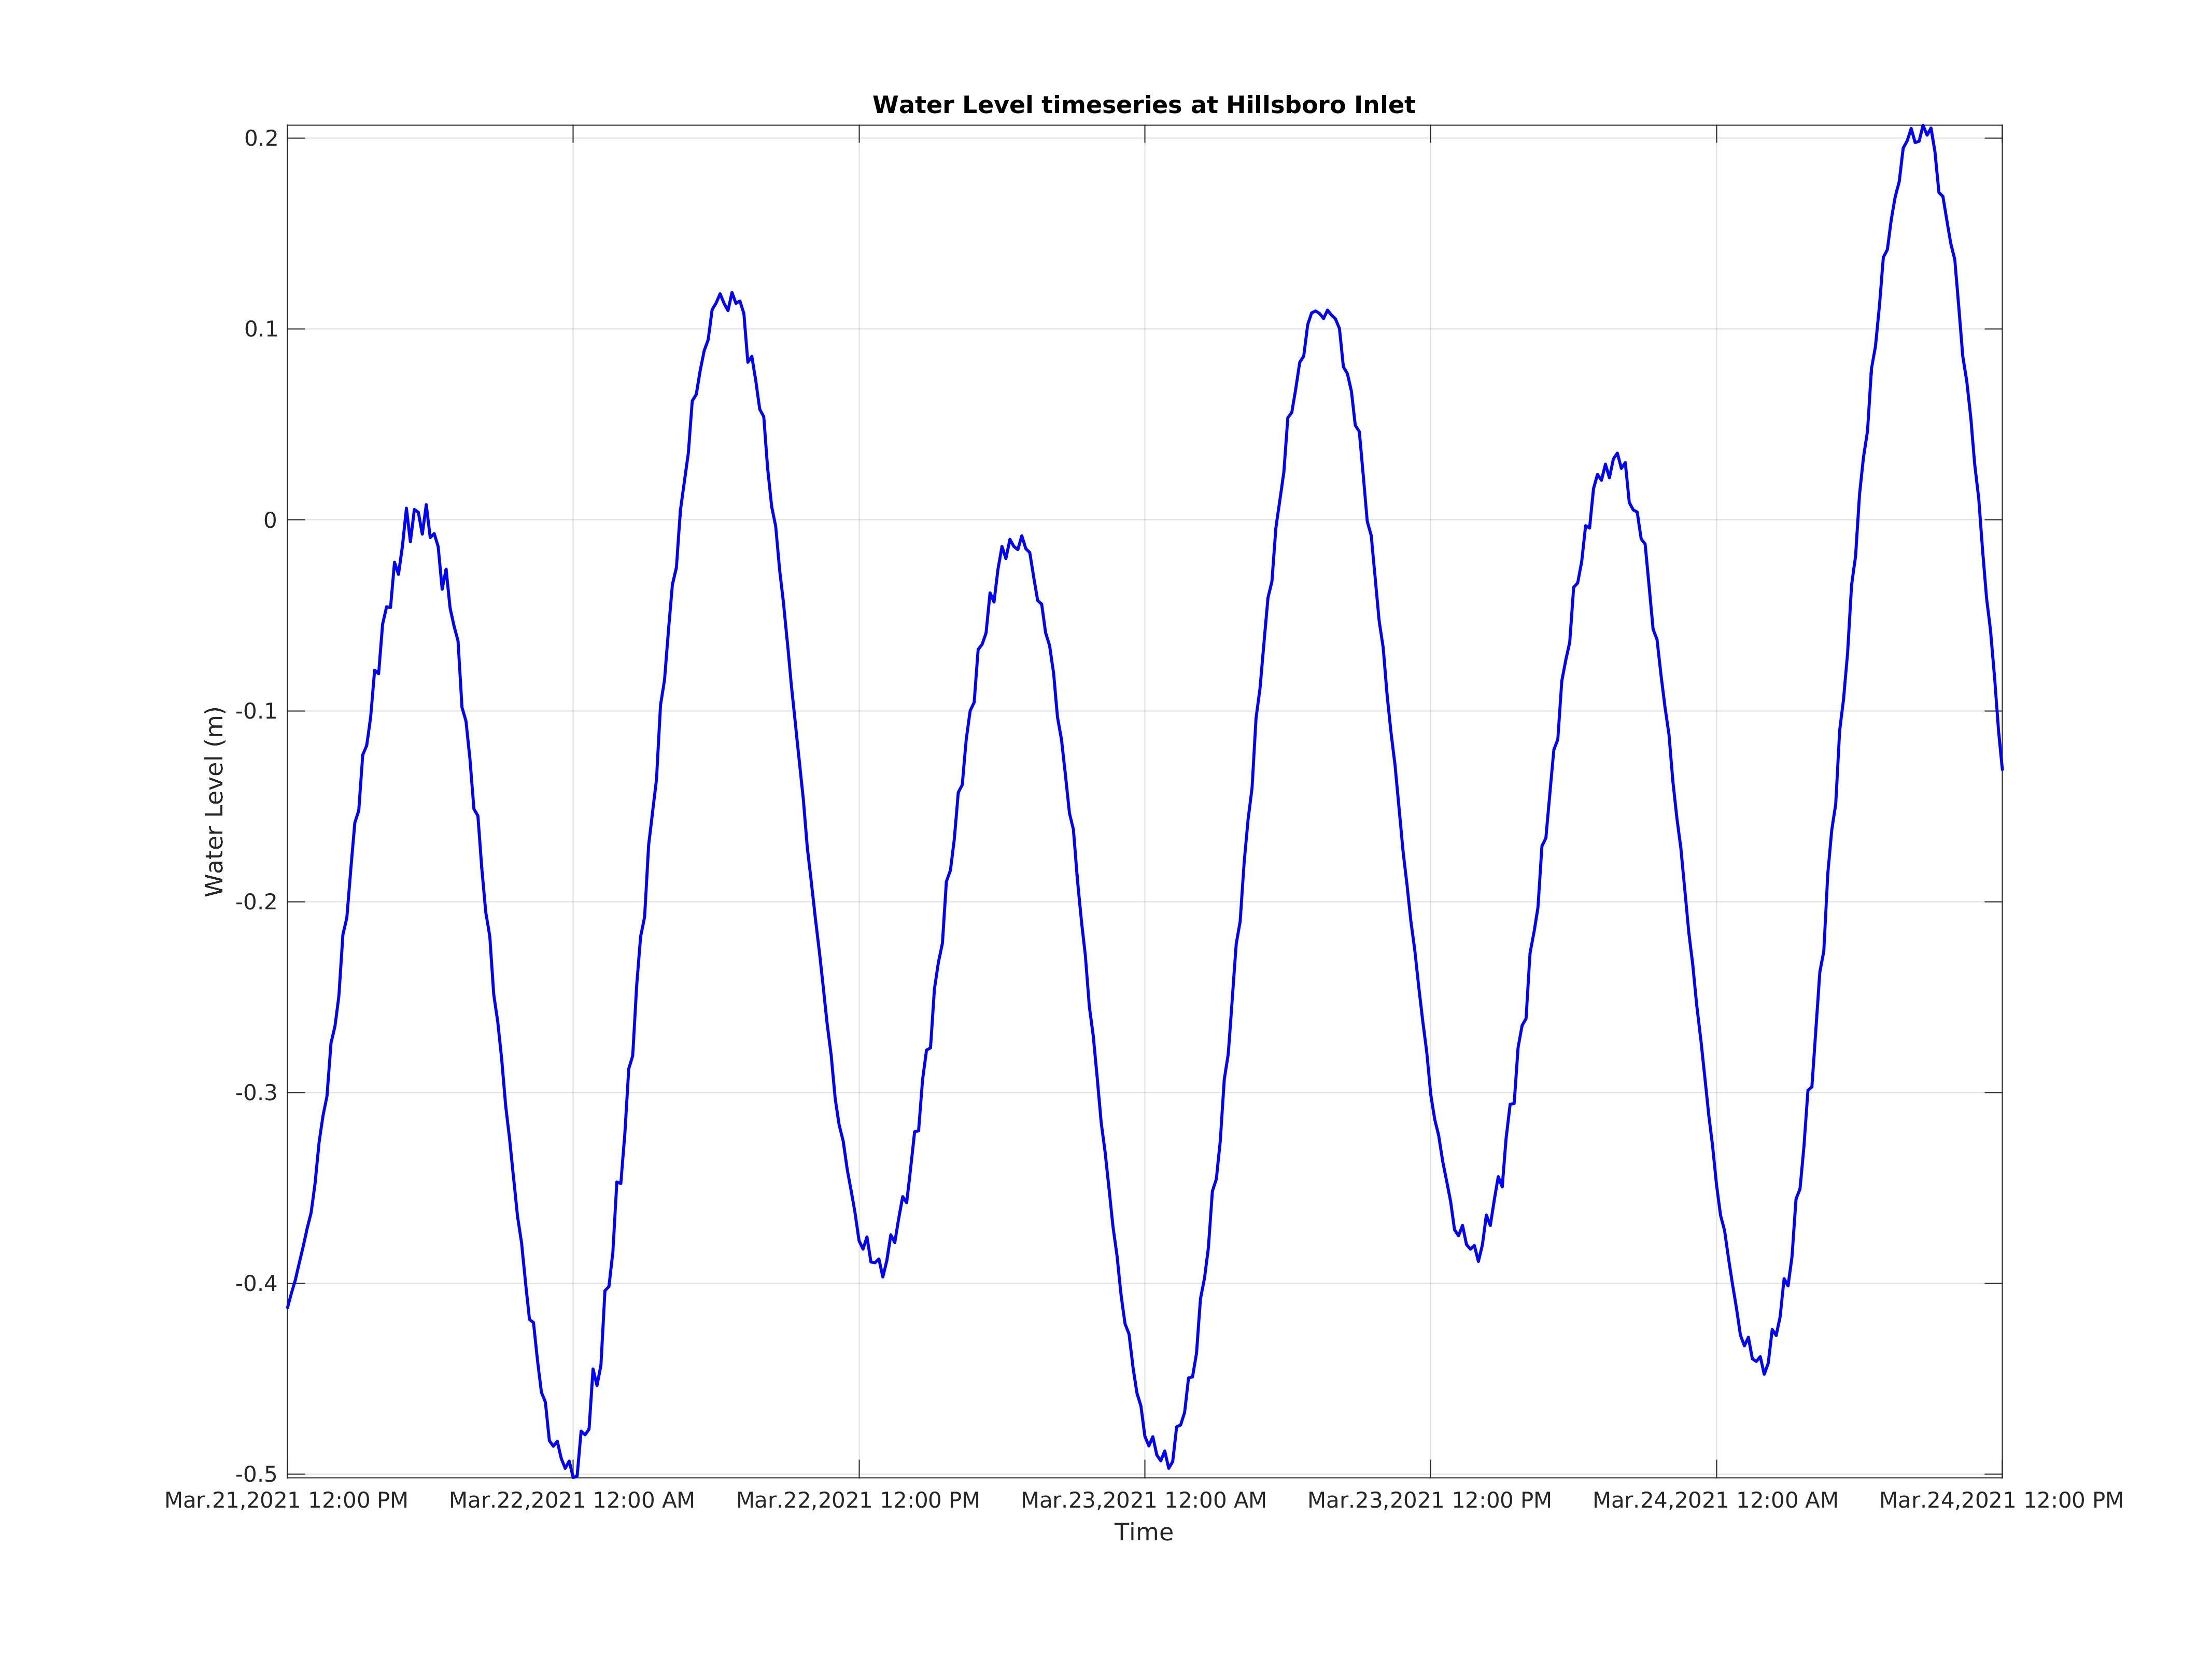 Water Level timeseries at Hillsboro Inlet
0.2
0.1
0
-0.1
-0.2
-0.3
-0.4
-0.5
Water Level (m)
Mar.21,2021 12:00 PM Mar.22,2021 12:00 AM Mar.22,2021 12:00 PM Mar.23,2021 12:00 AM Mar.23,2021 12:00 PM Mar.24,2021 12:00 AM Mar.24,2021 12:00 PM
Time